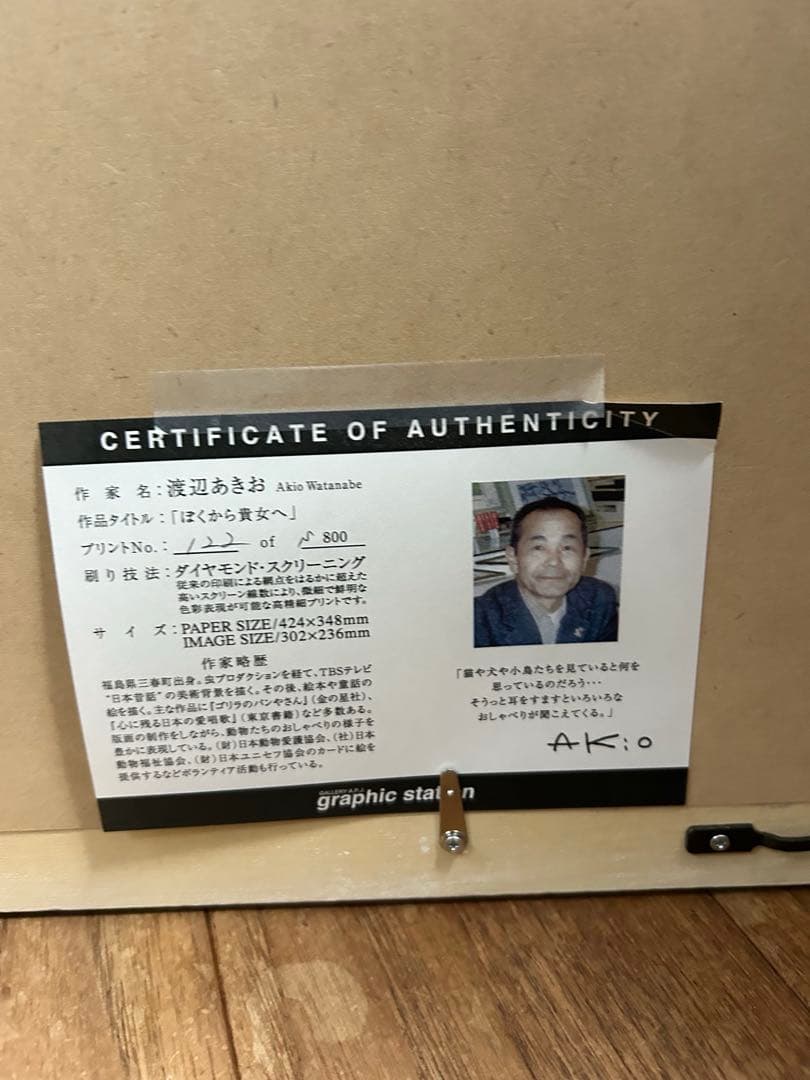 CERTIFICATE OF AUTHENTICITY
作家名：渡辺あきお Akio Watanabe
作品タイトル：「ぼくから貴女へ」
プリントNo.： 122 of 800
刷り技法：ダイヤモンド・スクリーニング
従来の印刷による網点をはるかに超えた
高いスクリーン線数により、微細で鮮明な
色彩表現が可能な高精細プリントです。
サイズ：PAPER SIZE/424×348mm
IMAGE SIZE/302×236mm
作家略歴
福島県三春町出身。虫プロダクションを経て、TBSテレビ
“日本昔話”の美術背景を描く。その後、絵本や童話の
絵を描く。主な作品に『ゴリラのパンやさん』（金の星社）、
『心に残る日本の愛唱歌』（東京書籍）など多数ある。
版画の制作をしながら、動物たちのおしゃべりの様子を
豊かに表現している。（財）日本動物愛護協会、（社）日本
動物福祉協会、（財）日本ユニセフ協会のカードに絵を
提供するなどボランティア活動も行っている。
「猫や犬や小鳥たちを見ていると何を
思っているのだろう・・・
そうっと耳をすますといろいろな
おしゃべりが聞こえてくる。」
AKio
GALLERY A.P.J.
graphic station